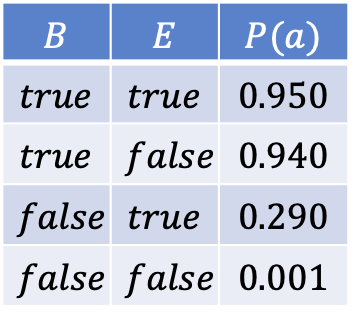 B E P(a)
true true 0.950
true false 0.940
false true 0.290
false false 0.001